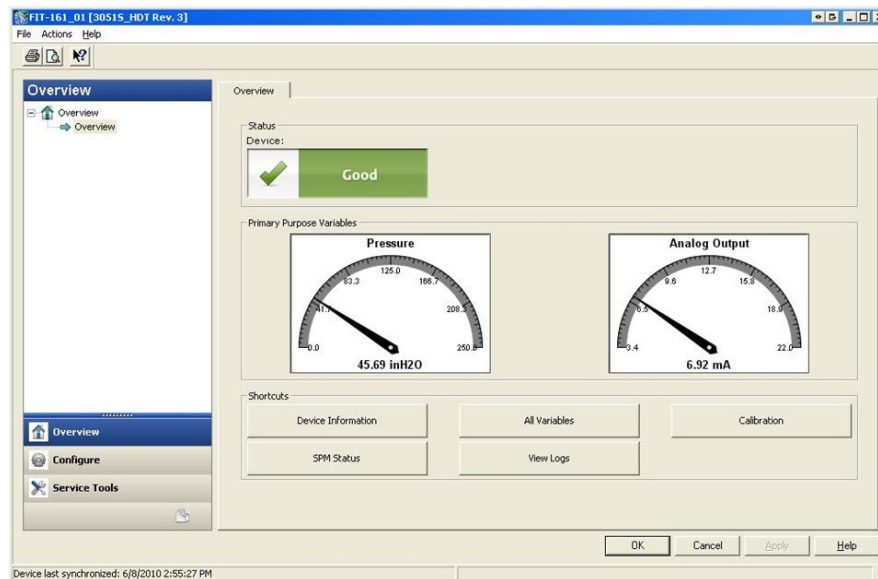 FIT-161_01 [3051S_HDT Rev. 3]
File Actions Help
Overview
Overview
Overview
Overview
Status
Device:
Good
Primary Purpose Variables
Pressure
0.0
41.7
83.3
125.0
166.7
208.3
250.0
45.69 inH2O
Analog Output
3.4
6.5
9.6
12.7
15.8
18.9
22.0
6.92 mA
Shortcuts
Device Information
All Variables
Calibration
SPM Status
View Logs
Overview
Configure
Service Tools
OK
Cancel
Apply
Help
Device last synchronized: 6/8/2010 2:55:27 PM